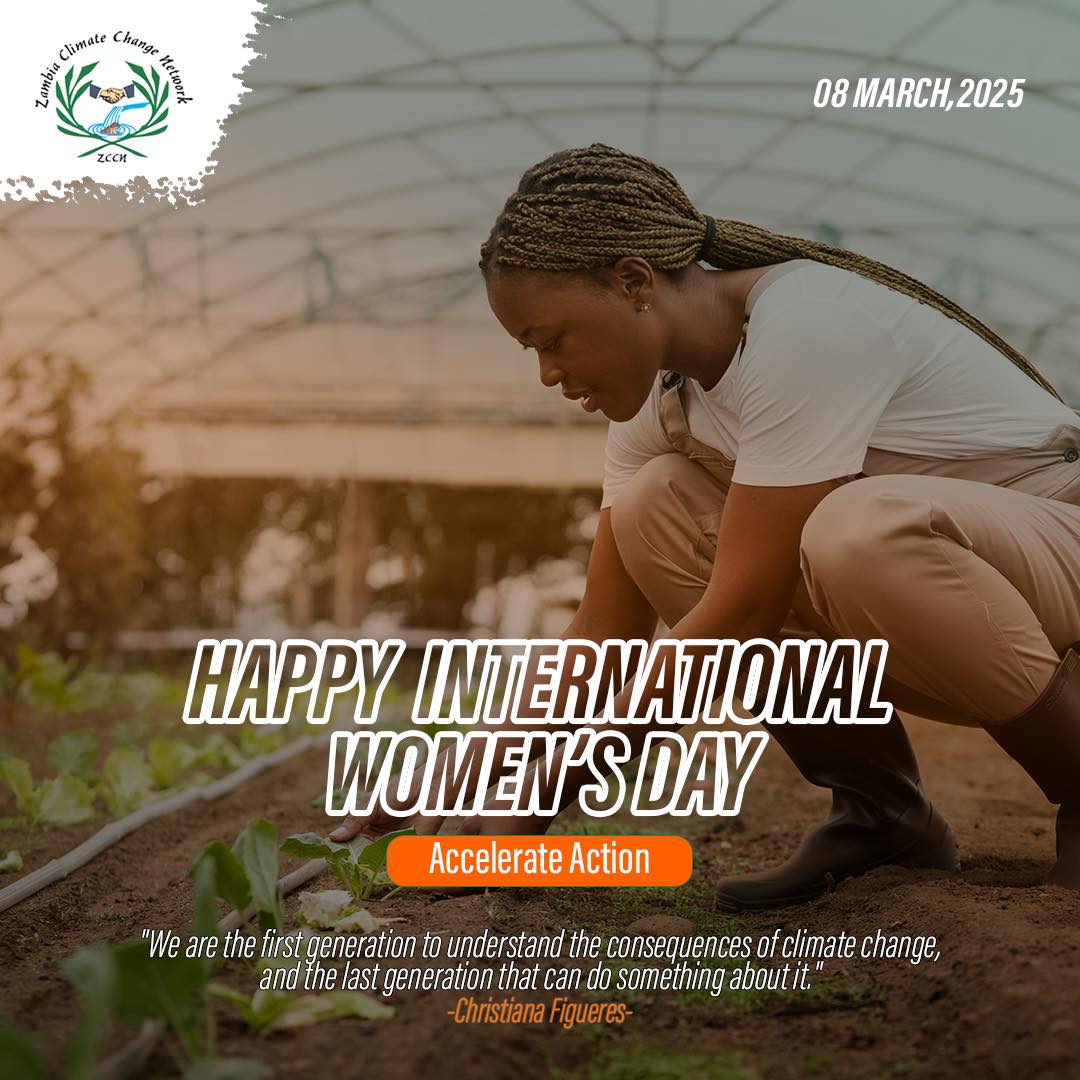 Zambia Climate Change Network
ZCCN
08 MARCH,2025
HAPPY INTERNATIONAL
WOMEN'S DAY
Accelerate Action
"We are the first generation to understand the consequences of climate change,
and the last generation that can do something about it."
-Christiana Figueres-